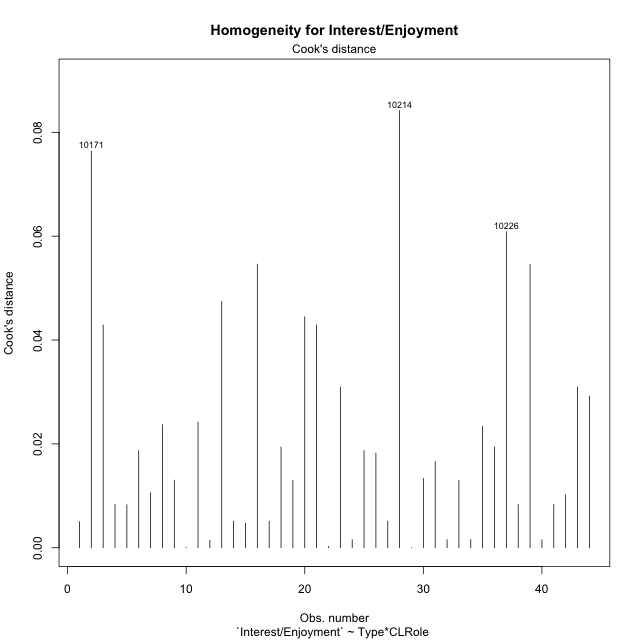 Homogeneity for Interest/Enjoyment
Cook's distance
10214
10171
10226
Cook's distance
0.00
0.02
0.04
0.06
0.08
0 10 20 30 40
Obs. number
`Interest/Enjoyment` ~ Type*CLRole